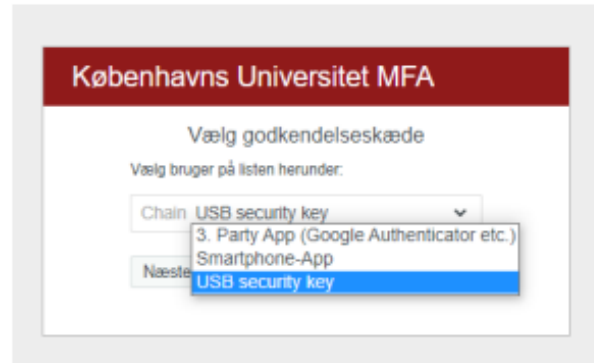 Københavns Universitet MFA
Vælg godkendelseskæde
Vælg bruger på listen herunder:
Chain USB security key
3. Party App (Google Authenticator etc.)
Smartphone-App
USB security key
Næste